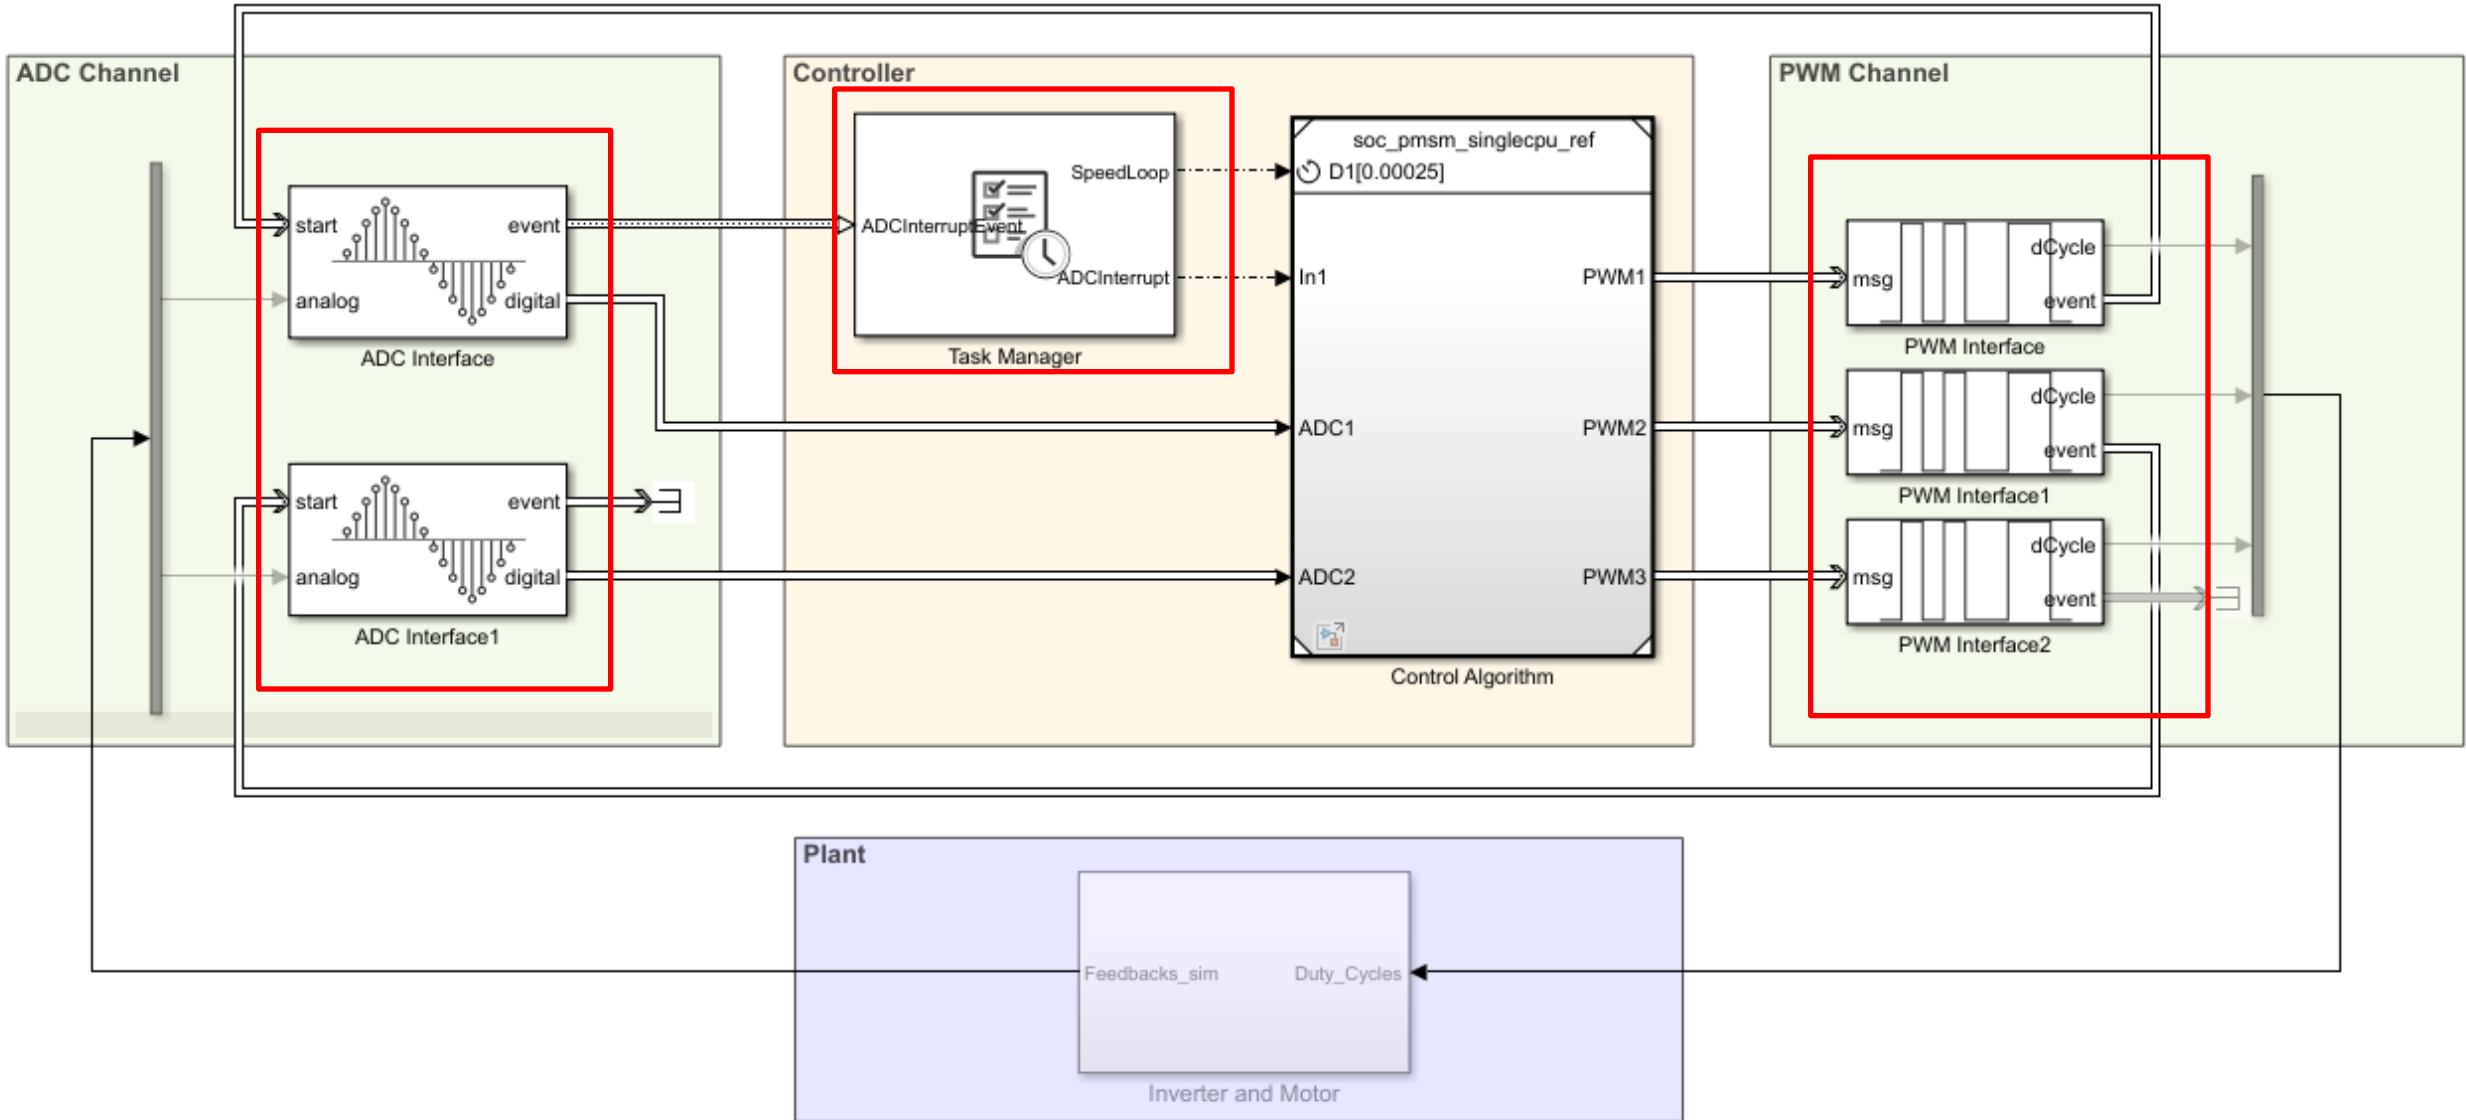 ADC Channel
start
event
analog
digital
ADC Interface
start
event
analog
digital
ADC Interface1
Controller
SpeedLoop
ADCInterruptEvent
ADCInterrupt
Task Manager
soc_pmsm_singlecpu_ref
D1[0.00025]
In1
PWM1
ADC1
PWM2
ADC2
PWM3
Control Algorithm
PWM Channel
dCycle
msg
event
PWM Interface
dCycle
msg
event
PWM Interface1
dCycle
msg
event
PWM Interface2
Plant
Feedbacks_sim
Duty_Cycles
Inverter and Motor